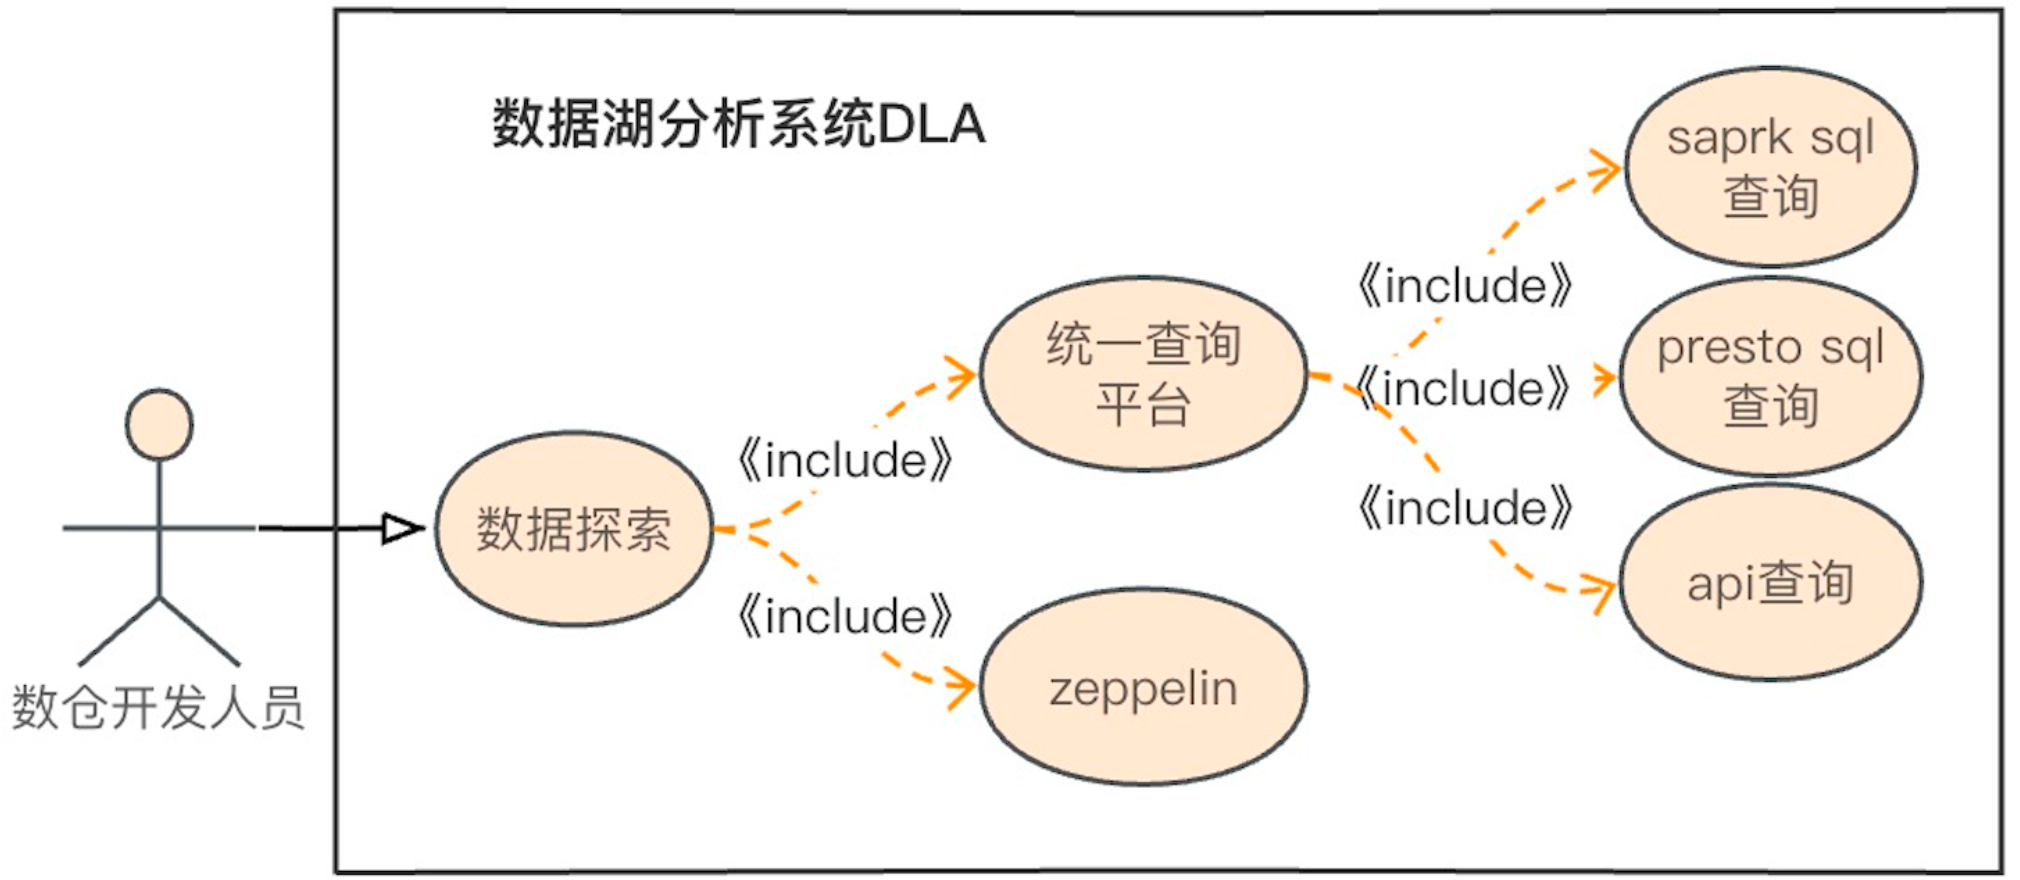 数据湖分析系统DLA
saprk sql
查询
《include》
统一查询
平台
presto sql
查询
《include》
《include》
数据探索
《include》
api查询
《include》
zeppelin
数仓开发人员